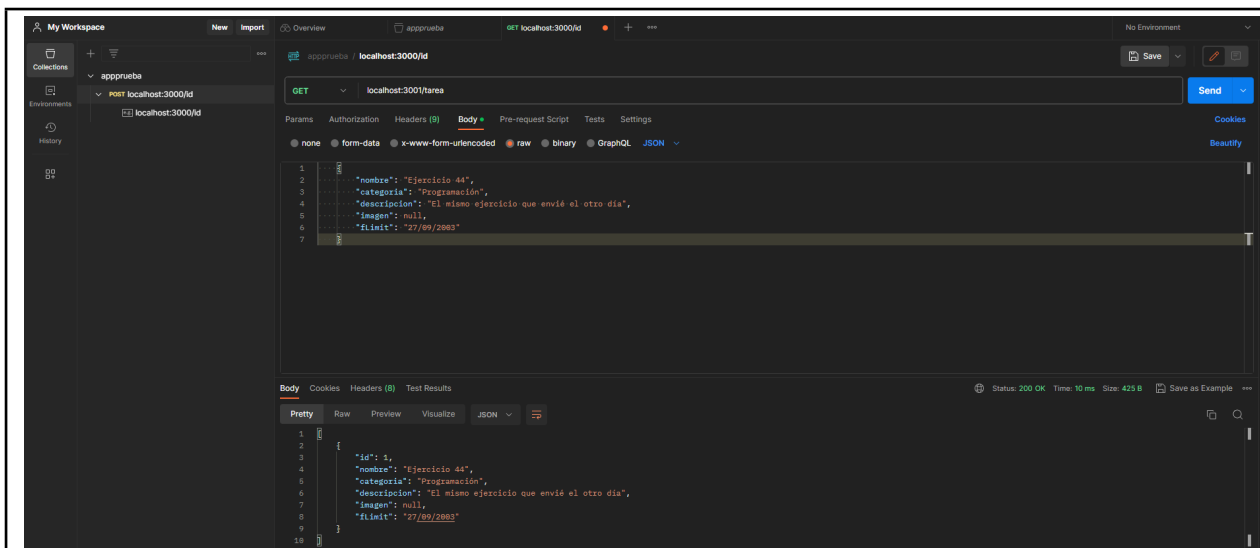 My Workspace New Import Overview appprueba GET localhost:3000/id No Environment
Collections
Environments
History
appprueba
POST localhost:3000/id
localhost:3000/id
appprueba / localhost:3000/id Save
GET localhost:3001/tarea Send
Params Authorization Headers (9) Body Pre-request Script Tests Settings Cookies
none form-data x-www-form-urlencoded raw binary GraphQL JSON Beautify
1 {
2 "nombre": "Ejercicio 44",
3 "categoria": "Programación",
4 "descripcion": "El mismo ejercicio que envié el otro día",
5 "imagen": null,
6 "fLimit": "27/09/2003"
7 }
Body Cookies Headers (8) Test Results Status: 200 OK Time: 10 ms Size: 425 B Save as Example
Pretty Raw Preview Visualize JSON
1 [
2 {
3 "id": 1,
4 "nombre": "Ejercicio 44",
5 "categoria": "Programación",
6 "descripcion": "El mismo ejercicio que envié el otro día",
7 "imagen": null,
8 "fLimit": "27/09/2003"
9 }
10 ]